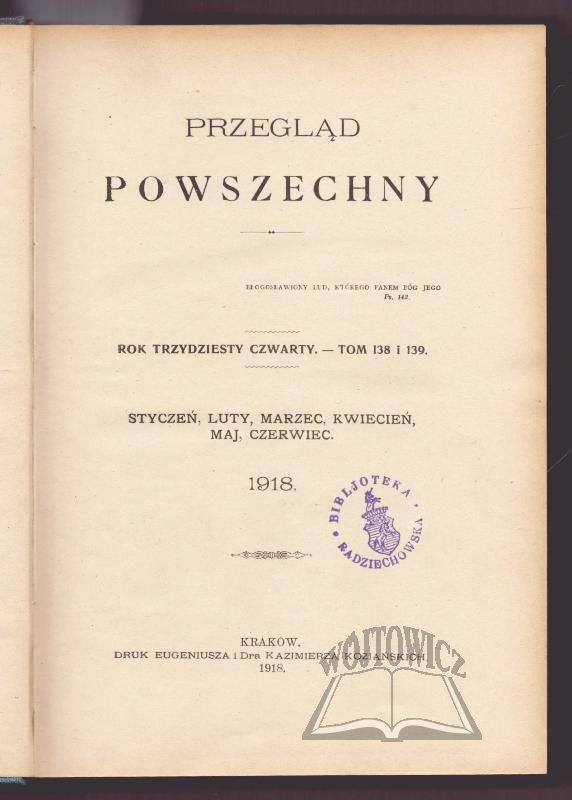 PRZEGLĄD
POWSZECHNY
BŁOGOSŁAWIONY LUD, KTÓREGO PANEM BÓG JEGO
Ps. 143.
ROK TRZYDZIESTY CZWARTY. — TOM 138 i 139.
STYCZEŃ, LUTY, MARZEC, KWIECIEŃ,
MAJ, CZERWIEC.
1918.
BIBLJOTEKA
RADZIECHOWSKA
KRAKÓW.
DRUK EUGENIUSZA i Dra KAZIMIERZA KOZIAŃSKICH
1918.
WÓJTOWICZ